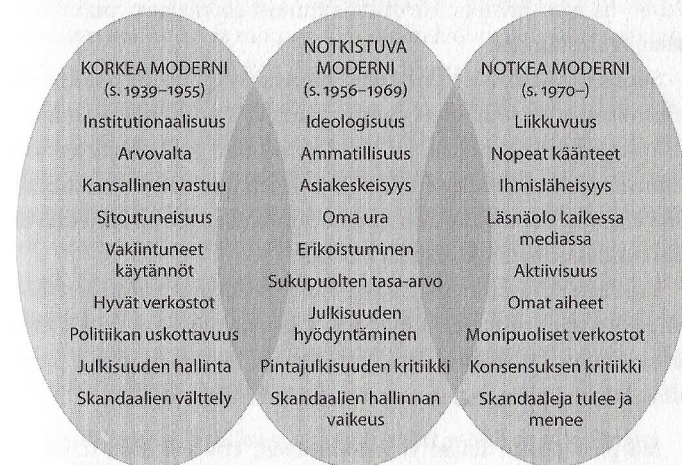 KORKEA MODERNI
(s. 1939–1955)
Institutionaalisuus
Arvovalta
Kansallinen vastuu
Sitoutuneisuus
Vakiintuneet
käytännöt
Hyvät verkostot
Politiikan uskottavuus
Julkisuuden hallinta
Skandaalien välttely
NOTKISTUVA
MODERNI
(s. 1956–1969)
Ideologisuus
Ammatillisuus
Asiakeskeisyys
Oma ura
Erikoistuminen
Sukupuolten tasa-arvo
Julkisuuden
hyödyntäminen
Pintajulkisuuden kritiikki
Skandaalien hallinnan
vaikeus
NOTKEA MODERNI
(s. 1970–)
Liikkuvuus
Nopeat käänteet
Ihmisläheisyys
Läsnäolo kaikessa
mediassa
Aktiivisuus
Omat aiheet
Monipuoliset verkostot
Konsensuksen kritiikki
Skandaaleja tulee ja
menee